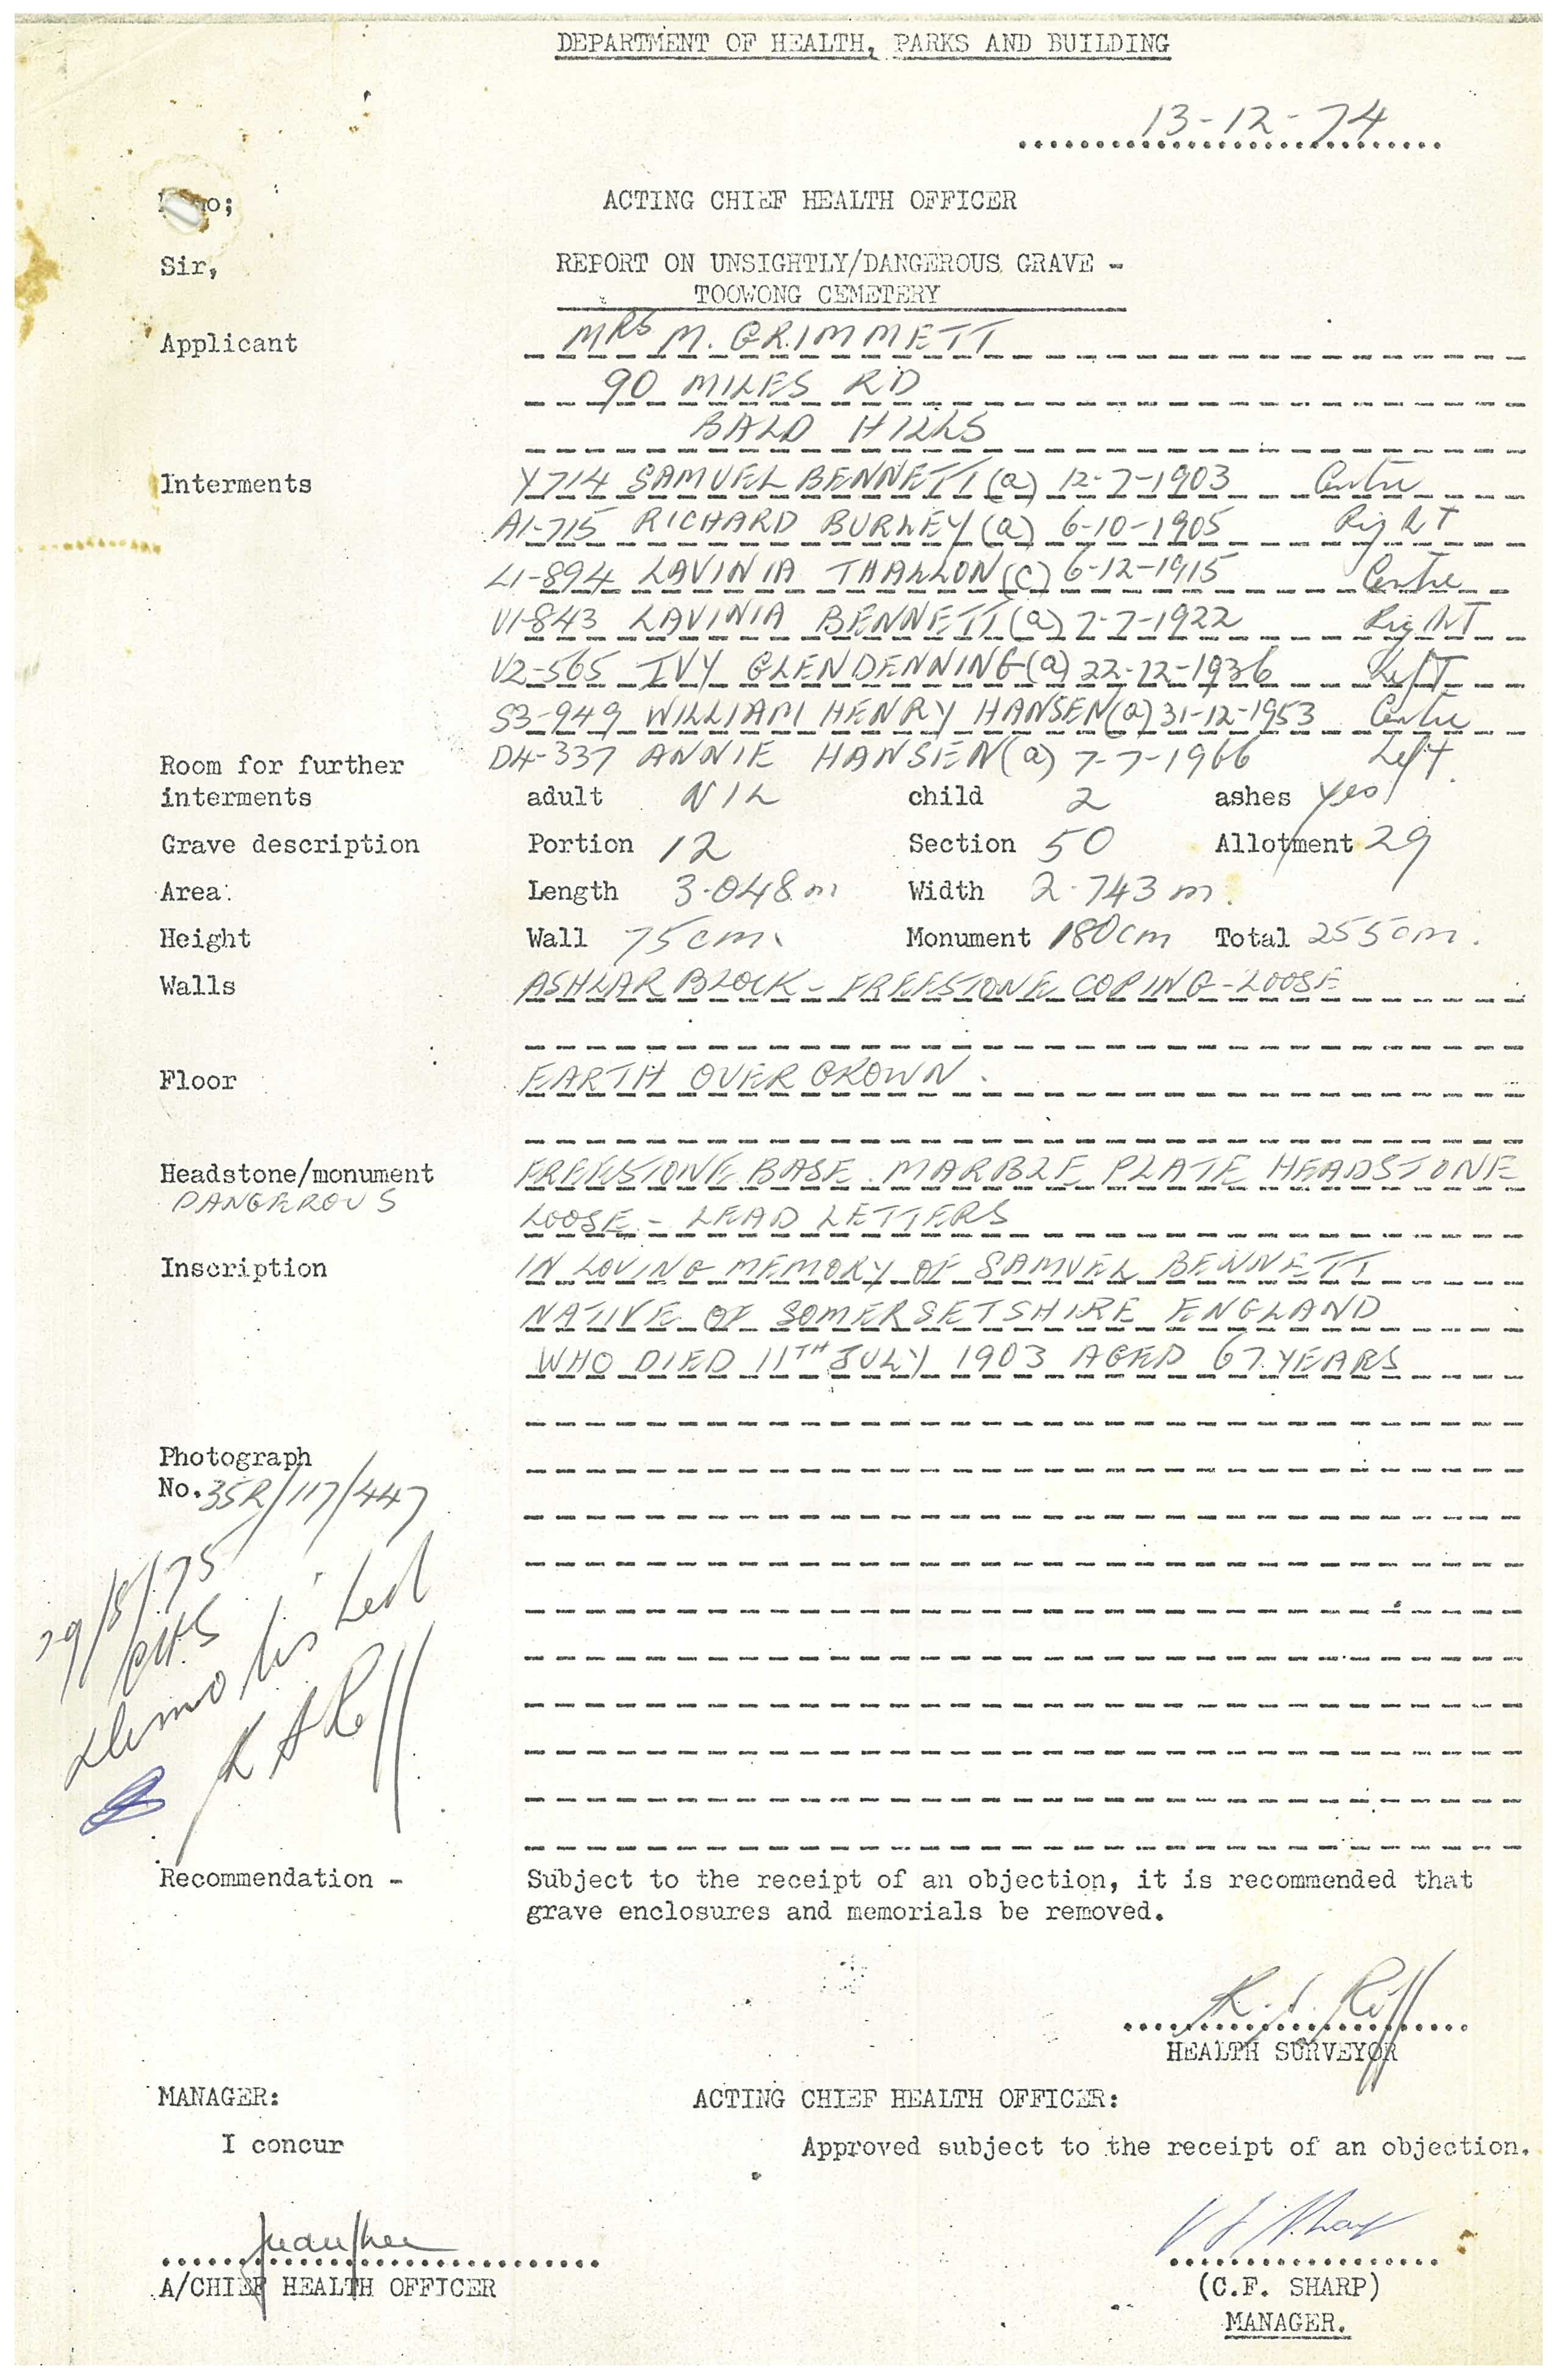 DEPARTMENT OF HEALTH, PARKS AND BUILDING
13-12-74
ACTING CHIEF HEALTH OFFICER
Sir,
REPORT ON UNSIGHTLY/DANGEROUS GRAVE -
TOOWONG CEMETERY
Applicant MRS M. GRIMMETT
90 MILES RD
BALD HILLS
Interments Y714 SAMUEL BENNETT (a) 12-7-1903 Centre
A1-715 RICHARD BURLEY (a) 6-10-1905 Right
L1-894 LAVINIA THALLON (C) 6-12-1915 Centre
V1-843 LAVINIA BENNETT (a) 7-7-1922 Right
V2-565 IVY GLENDENNING (a) 22-12-1936 Left
S3-949 WILLIAM HENRY HANSEN (a) 31-12-1953 Centre
D4-337 ANNIE HANSEN (a) 7-7-1966 Left
Room for further
interments adult NIL child 2 ashes yes
Grave description Portion 12 Section 50 Allotment 29
Area: Length 3.048 m Width 2.743 m.
Height Wall 75 cm. Monument 180 cm Total 255 cm.
Walls ASHLAR BLOCK - FREESTONE COPING - LOOSE
Floor EARTH OVER GROWN.
Headstone/monument FREESTONE BASE. MARBLE PLATE HEADSTONE
DANGEROUS LOOSE - LEAD LETTERS
Inscription IN LOVING MEMORY OF SAMUEL BENNETT
NATIVE OF SOMERSETSHIRE ENGLAND
WHO DIED 11TH JULY 1903 AGED 67 YEARS
Photograph
No. 35R/117/447
29/8/75
demolished
Recommendation - Subject to the receipt of an objection, it is recommended that
grave enclosures and memorials be removed.
HEALTH SURVEYOR
MANAGER: ACTING CHIEF HEALTH OFFICER:
I concur Approved subject to the receipt of an objection.
A/CHIEF HEALTH OFFICER (C.F. SHARP)
MANAGER.